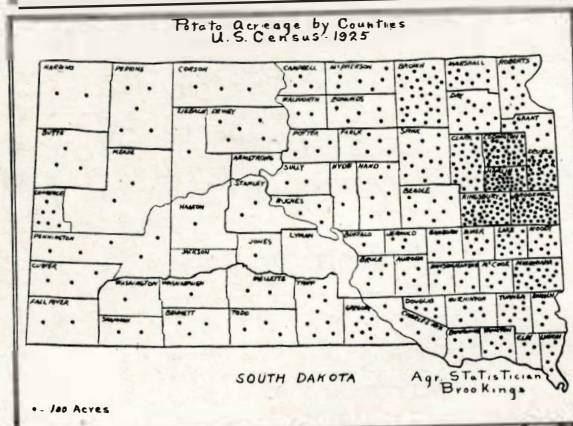 Potato Acreage by Counties
U.S. Census - 1925
HARDING
PERKINS
CORSON
CAMPBELL
McPHERSON
BROWN
MARSHALL
ROBERTS
WALWORTH
EDMUNDS
DAY
GRANT
ZIEBACH
DEWEY
BUTTE
MEADE
ARMSTRONG
POTTER
FAULK
SPINK
CLARK
SULLY
HYDE
HAND
STANLEY
HUGHES
BEADLE
HAAKON
PENNINGTON
JACKSON
JONES
LYMAN
BUFFALO
JERAULD
MINER
LAKE
MOODY
CUSTER
BRULE
AURORA
McCOOK
WASHINGTON
WASHABAUGH
MELLETTE
TRIPP
FALL RIVER
SHANNON
BENNETT
TODD
DOUGLAS
HUTCHINSON
TURNER
CHARLES MIX
CLAY
UNION
SOUTH DAKOTA
Agr. Statistician
Brookings
• - 100 Acres